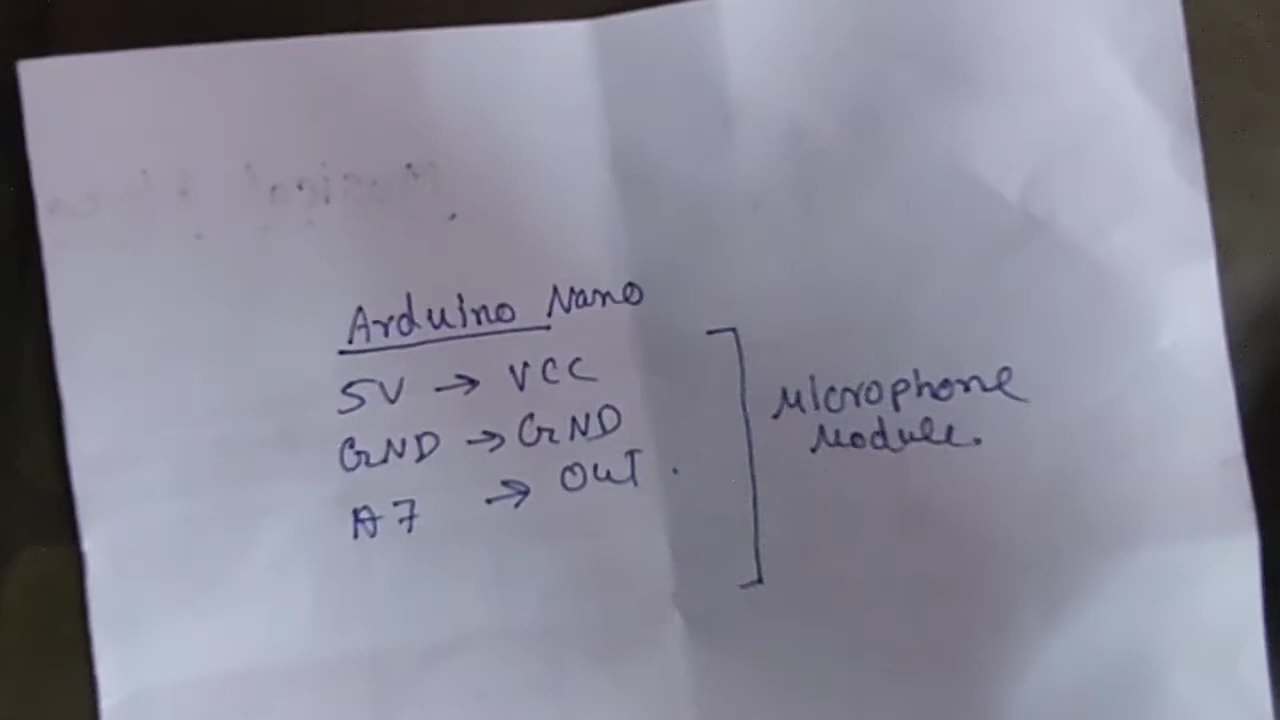 Arduino Nano
5V → VCC
GND → GND
A7 → OUT.
Microphone
Module.